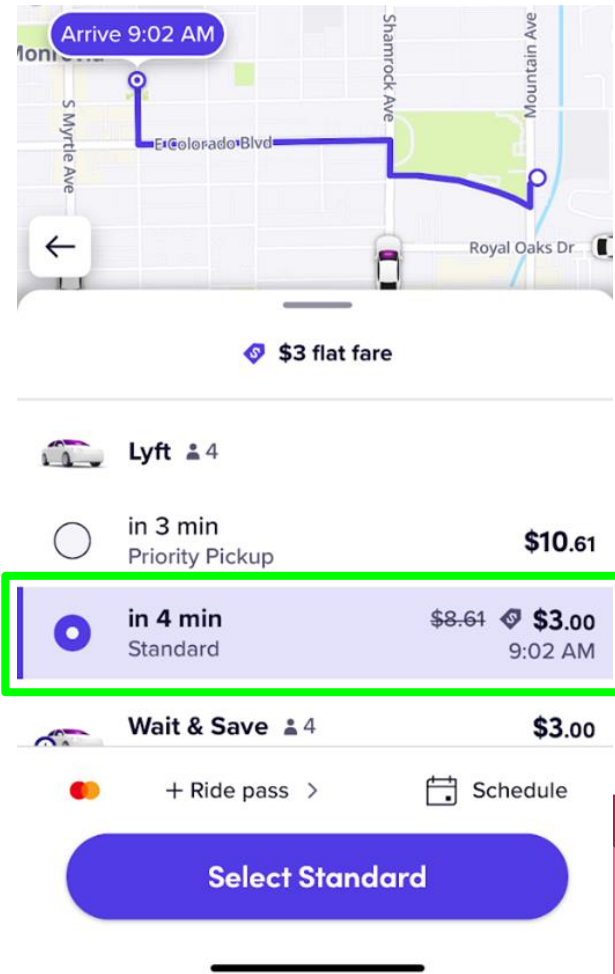 Arrive 9:02 AM
Shamrock Ave
Mountain Ave
S Myrtle Ave
E Colorado Blvd
Royal Oaks Dr
$3 flat fare
Lyft 4
in 3 min
$10.61
Priority Pickup
in 4 min $8.61 $3.00
Standard 9:02 AM
Wait & Save 4 $3.00
+ Ride pass > Schedule
Select Standard